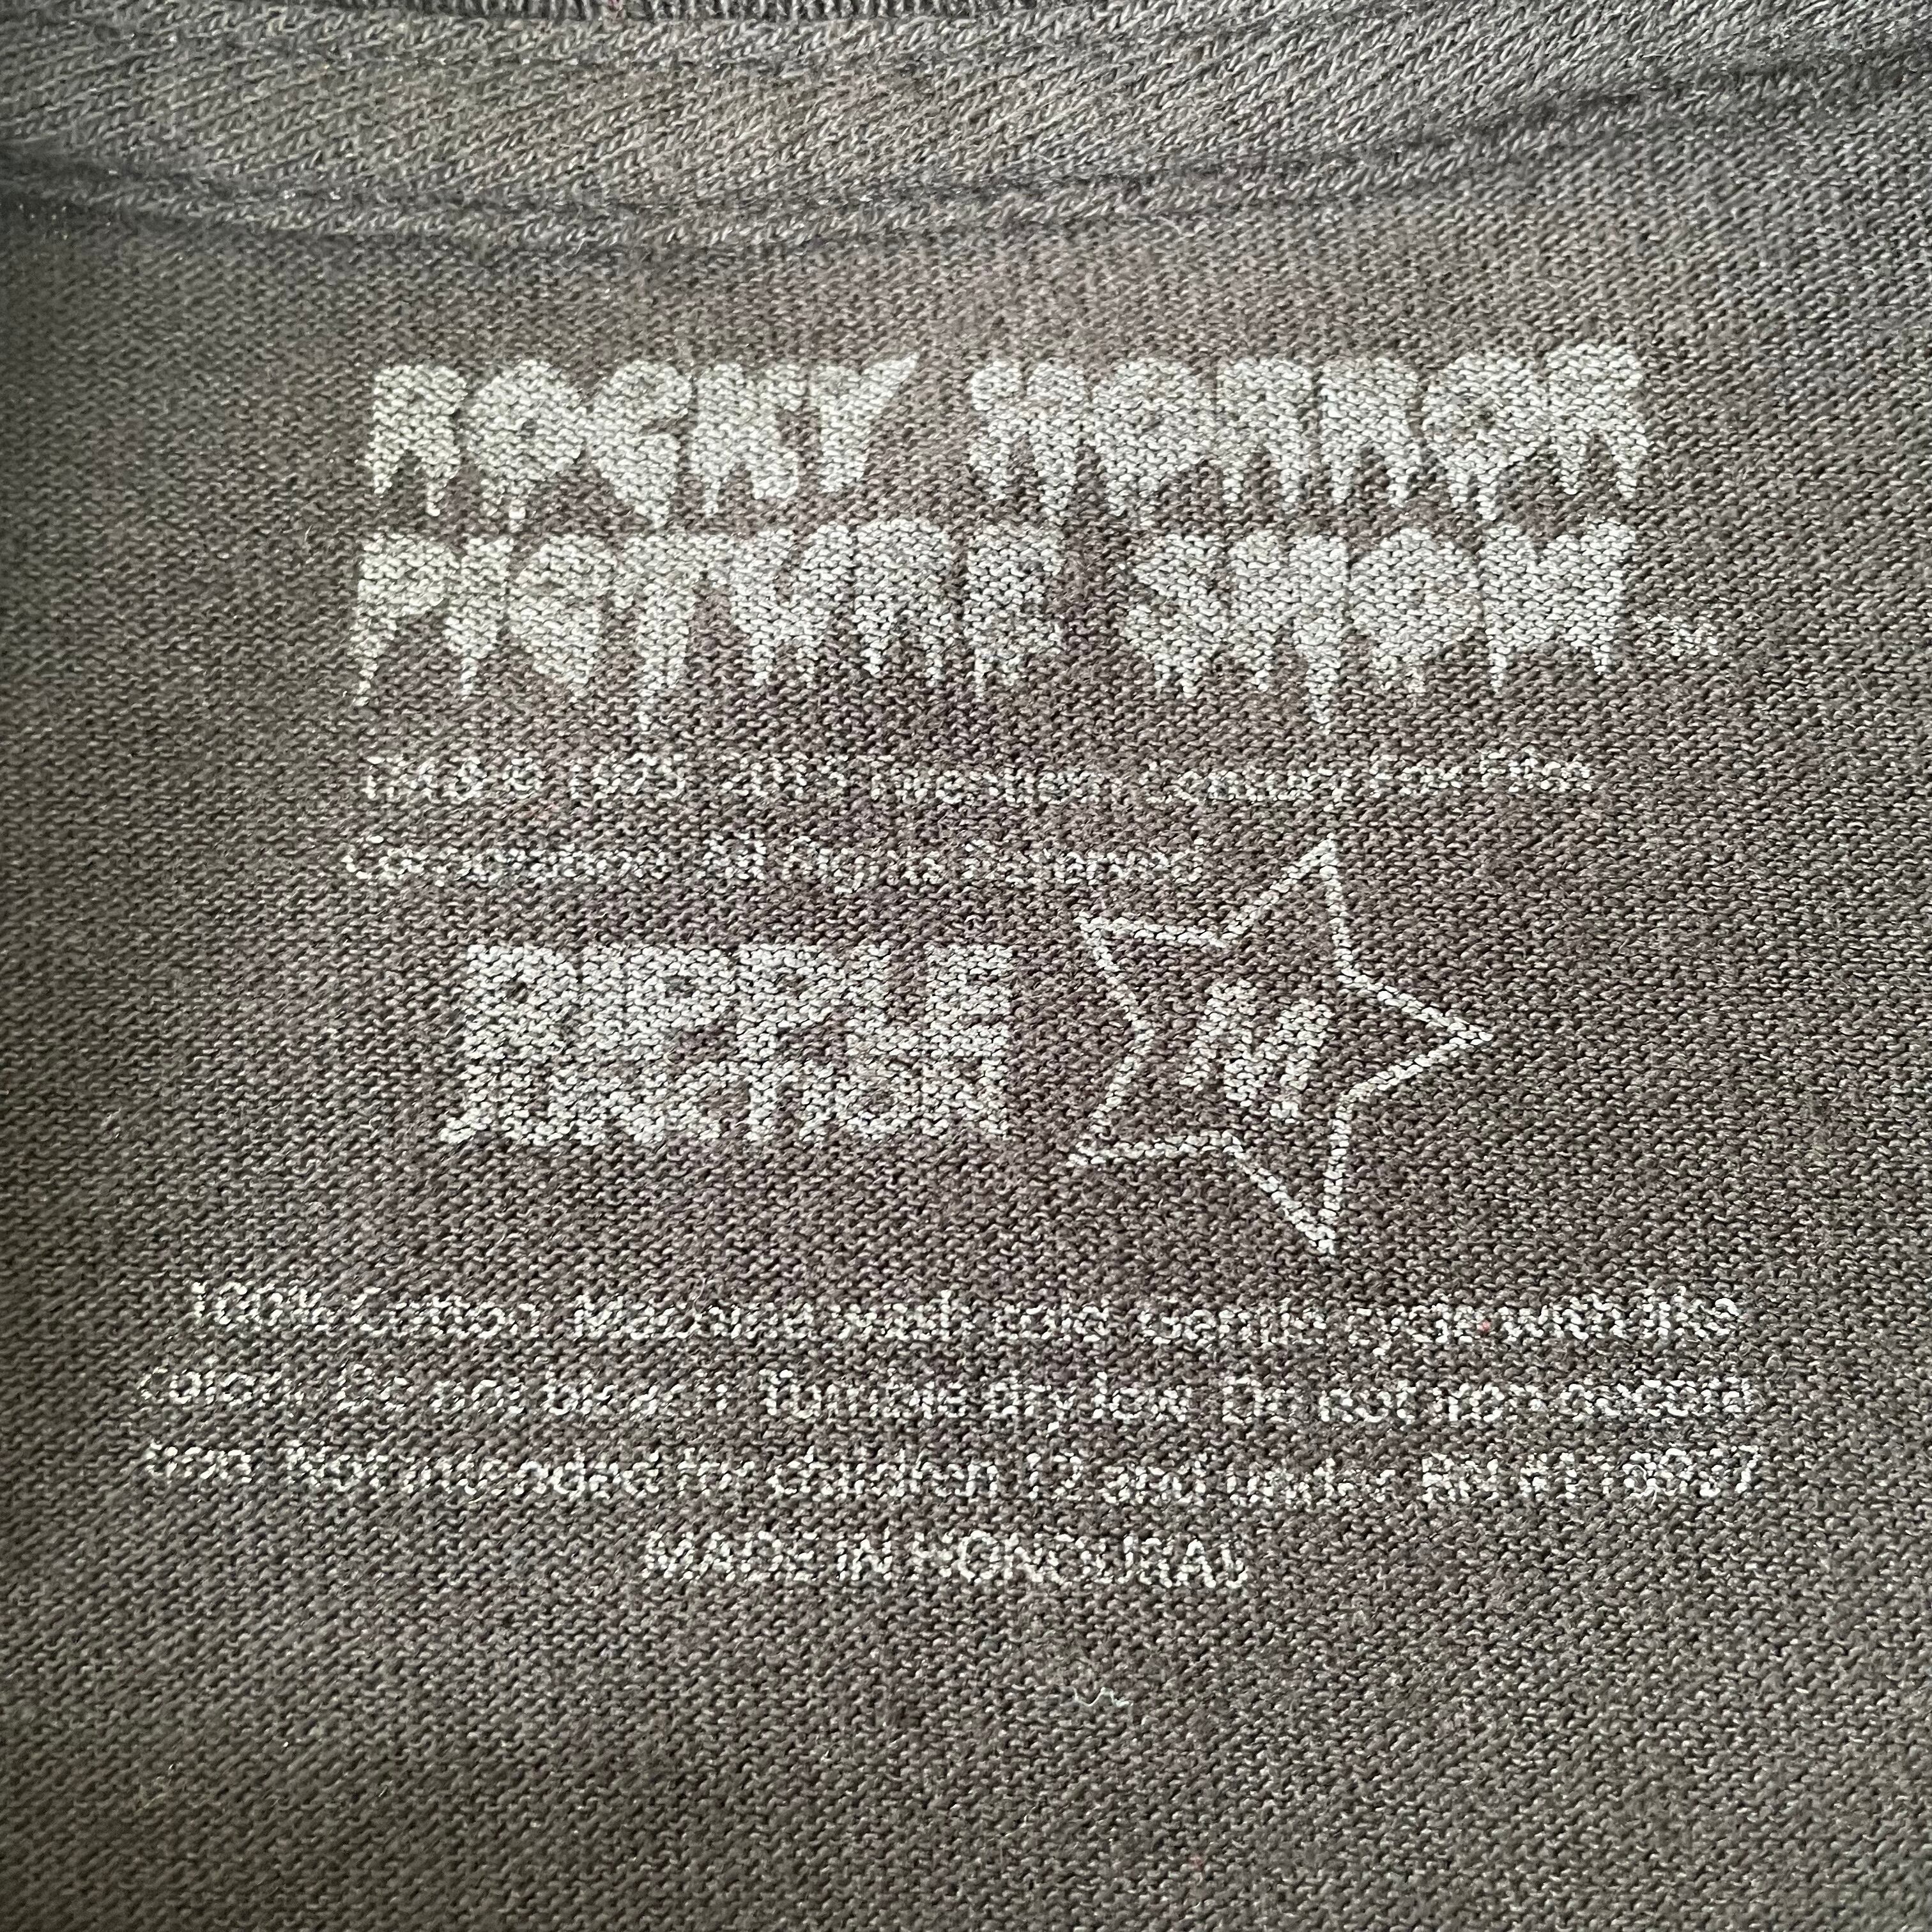 ROCKY HORROR
PICTURE SHOW TM
TM & © 1975 Twentieth Century Fox Film
Corporation. All Rights Reserved.
RIPPLE
JUNCTION
M
100% Cotton Machine wash cold gentle cycle with like
colors. Do not bleach. Tumble dry low. Do not iron
Not intended for children 12 and under. RN#
MADE IN HONDURAS